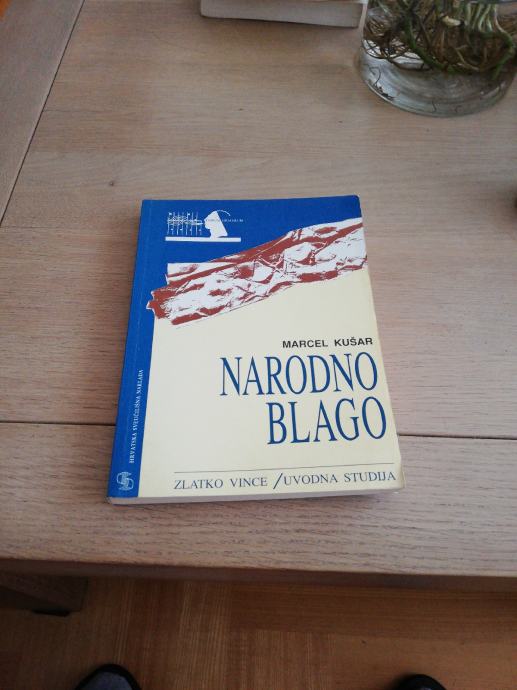 MARCEL KUŠAR
NARODNO
BLAGO
ZLATKO VINCE / UVODNA STUDIJA
HRVATSKA SVEUČILIŠNA NAKLADA